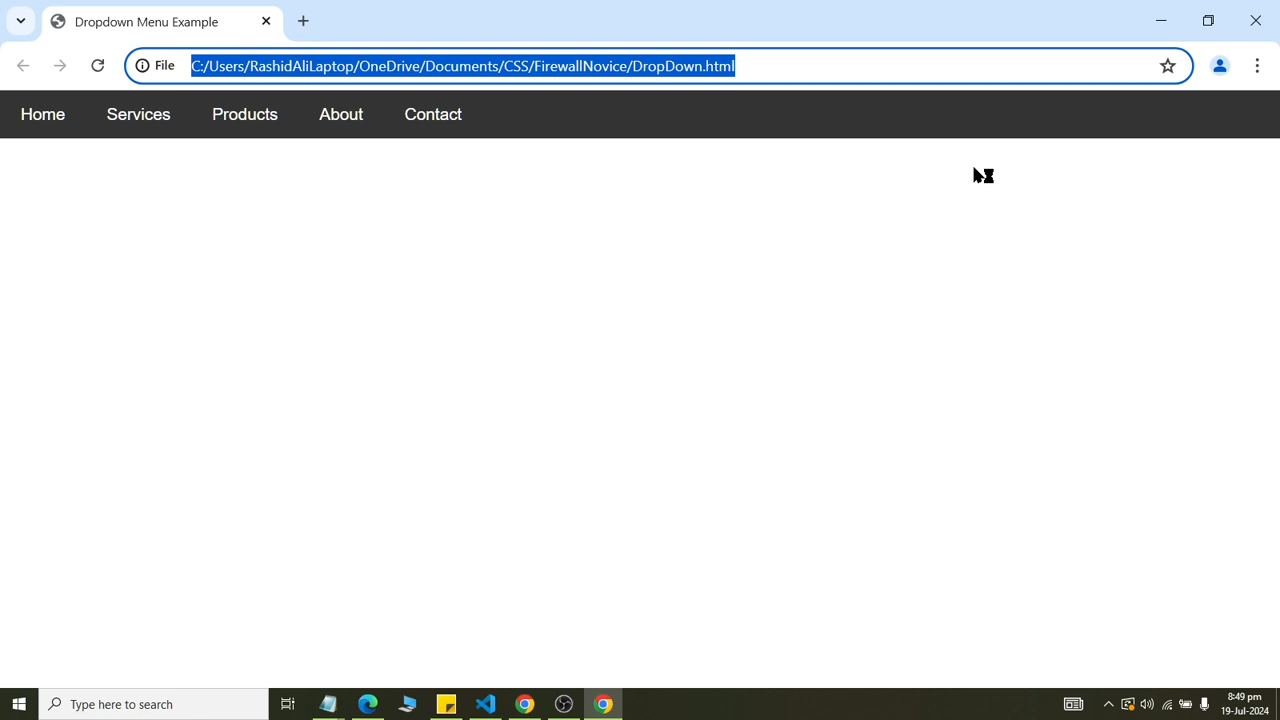 Dropdown Menu Example
File C:/Users/RashidAliLaptop/OneDrive/Documents/CSS/FirewallNovice/DropDown.html
Home Services Products About Contact
Type here to search
8:49 pm
19-Jul-2024